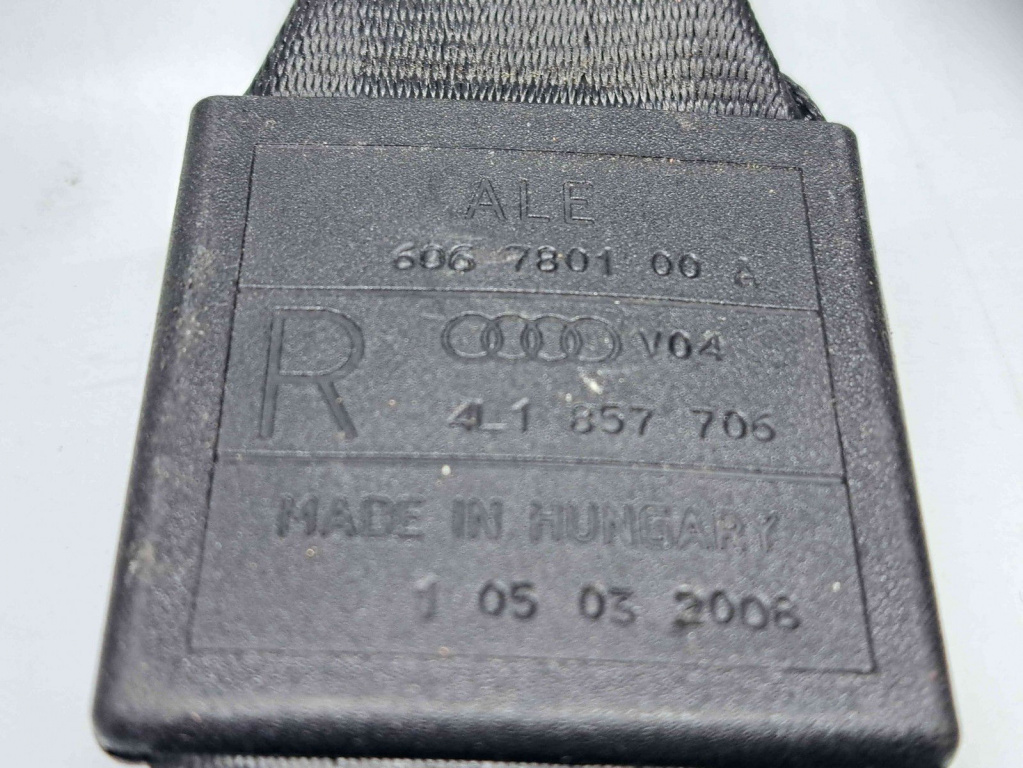 ALE
606 7801 00 A
R V04
4L1 857 706
MADE IN HUNGARY
1 05 03 2008